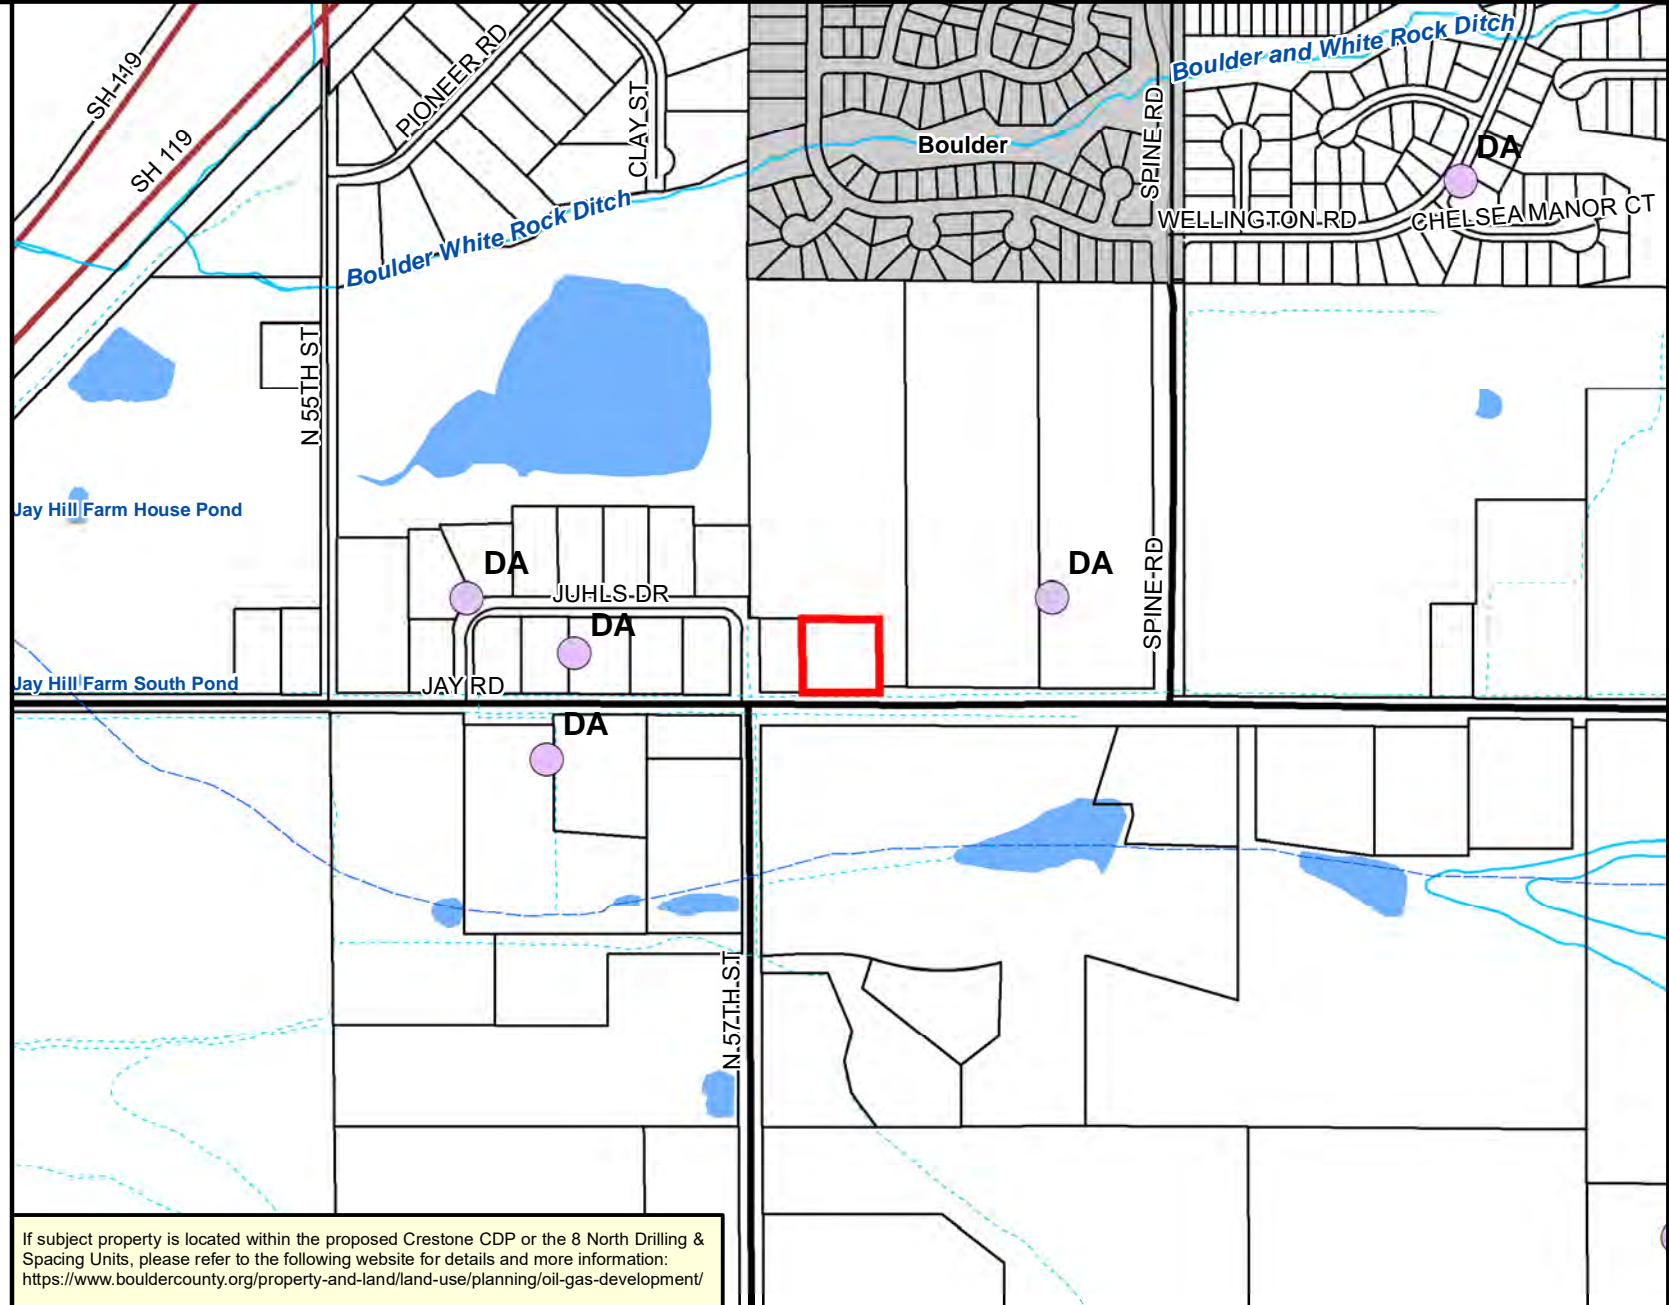 SH-119
SH 119
PIONEER RD
CLAY ST
Boulder and White Rock Ditch
Boulder
SPINE RD
DA
WELLINGTON RD
CHELSEA MANOR CT
Boulder White Rock Ditch
N 55TH ST
Jay Hill Farm House Pond
DA
DA
JUHLS DR
DA
SPINE RD
Jay Hill Farm South Pond
JAY RD
DA
N 57TH ST
If subject property is located within the proposed Crestone CDP or the 8 North Drilling &
Spacing Units, please refer to the following website for details and more information:
https://www.bouldercounty.org/property-and-land/land-use/planning/oil-gas-development/